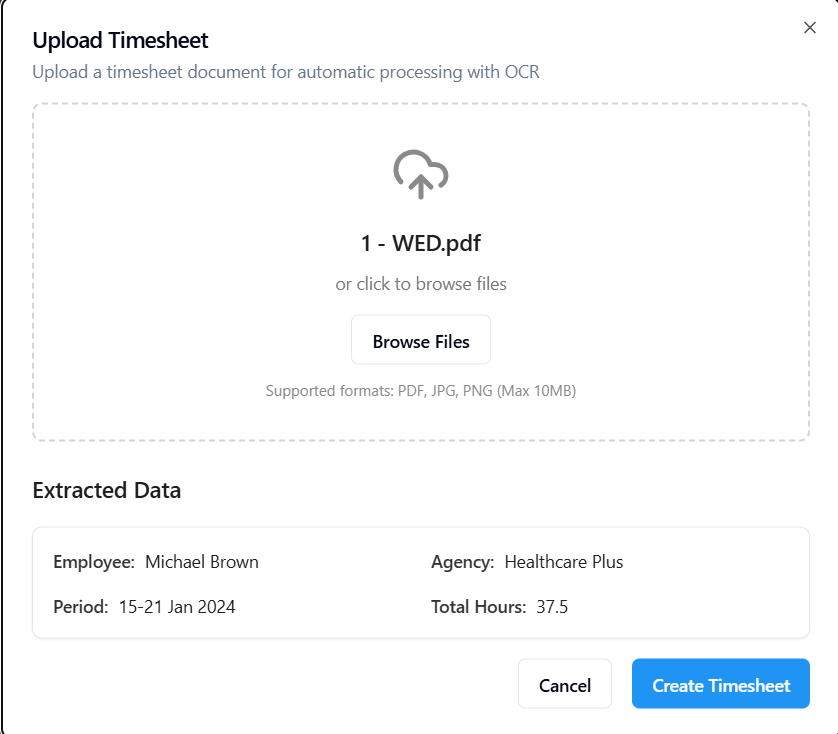 Upload Timesheet
Upload a timesheet document for automatic processing with OCR
1 - WED.pdf
or click to browse files
Browse Files
Supported formats: PDF, JPG, PNG (Max 10MB)
Extracted Data
Employee: Michael Brown Agency: Healthcare Plus
Period: 15-21 Jan 2024 Total Hours: 37.5
Cancel Create Timesheet